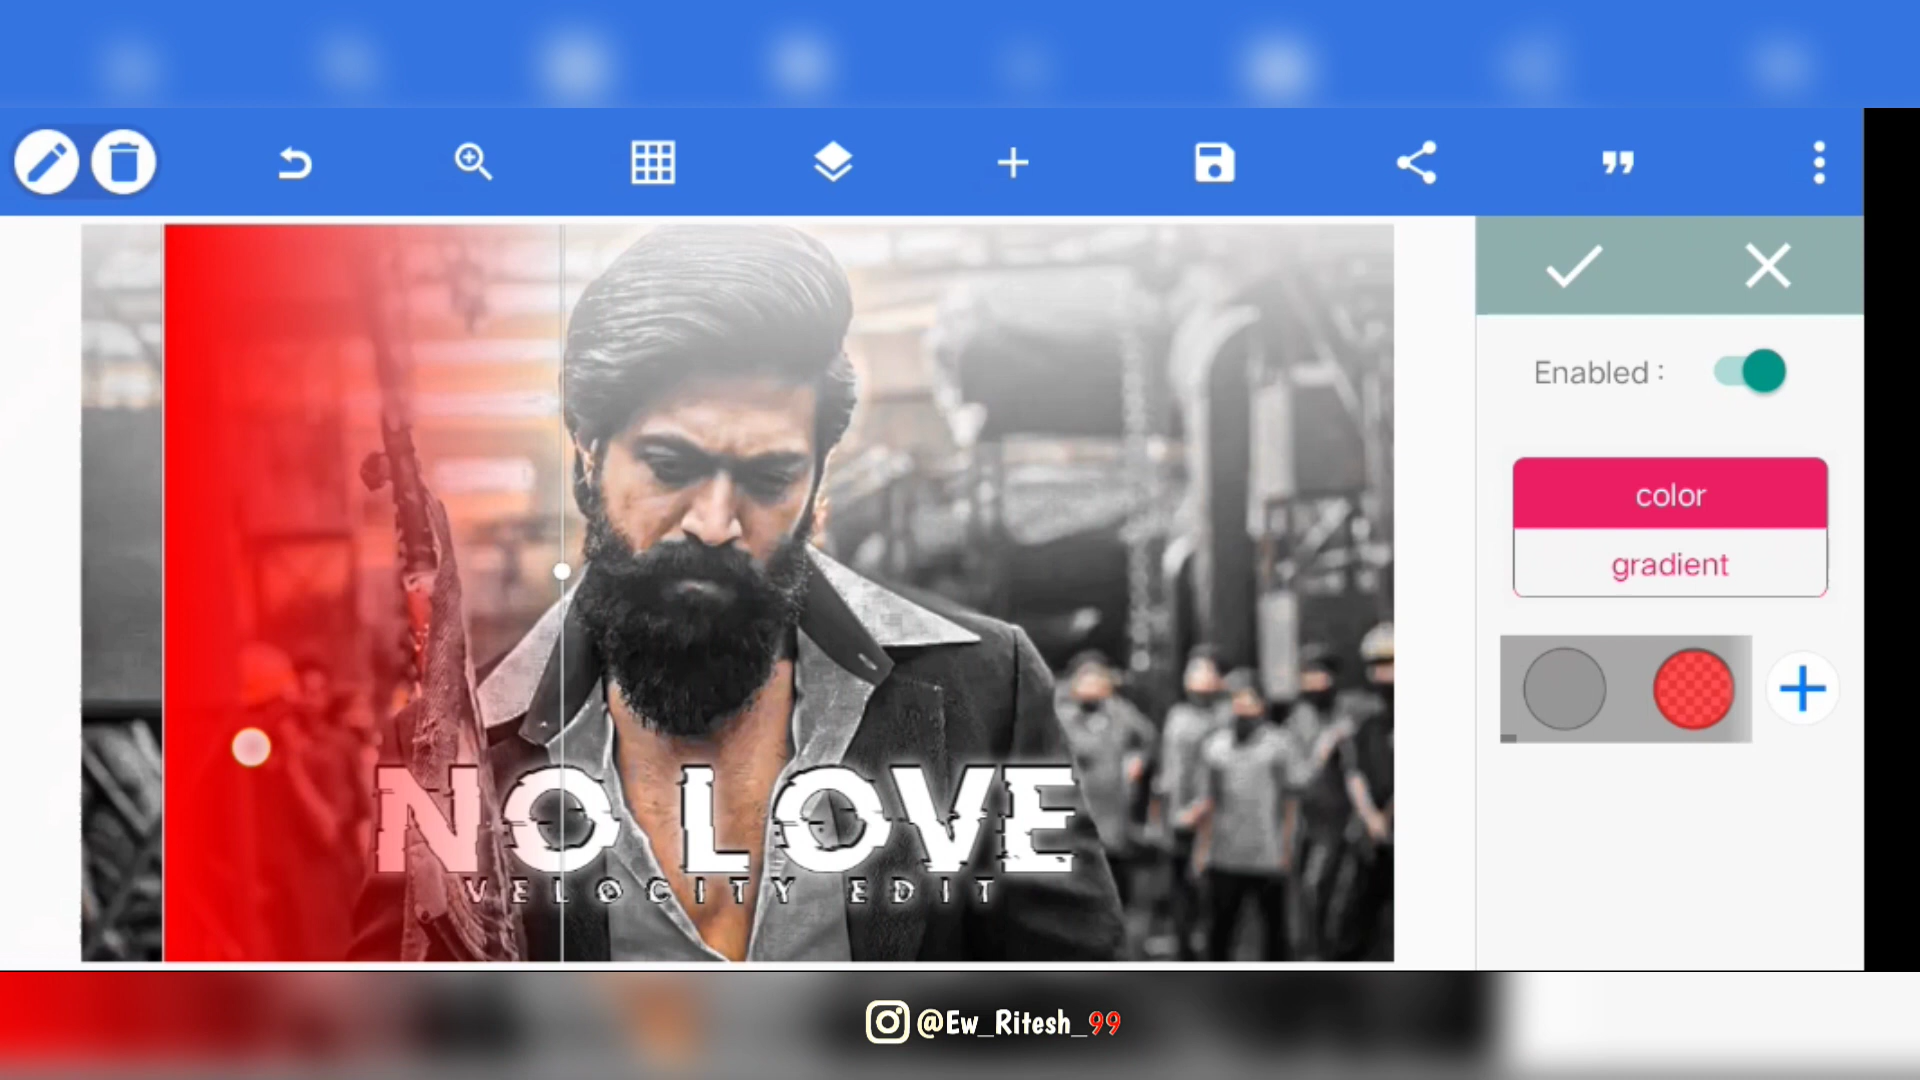 Enabled :
color
gradient
NO LOVE
VELOCITY EDIT
@Ew_Ritesh_99